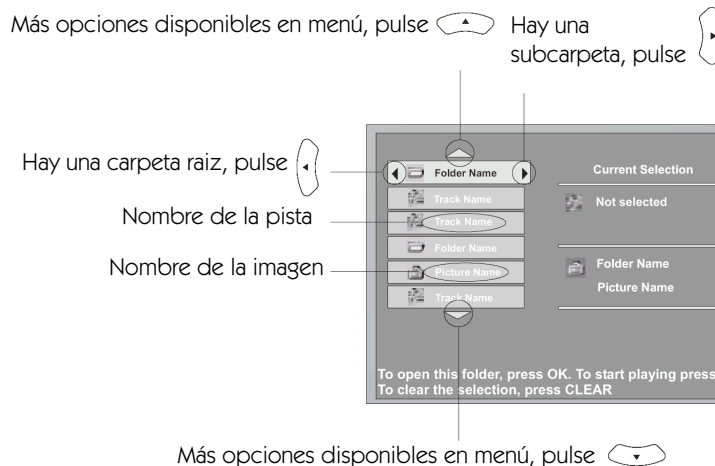 Más opciones disponibles en menú, pulse
Hay una
subcarpeta, pulse
Hay una carpeta raiz, pulse
Nombre de la pista
Nombre de la imagen
Folder Name
Track Name
Track Name
Folder Name
Picture Name
Track Name
Current Selection
Not selected
Folder Name
Picture Name
To open this folder, press OK. To start playing press
To clear the selection, press CLEAR
Más opciones disponibles en menú, pulse